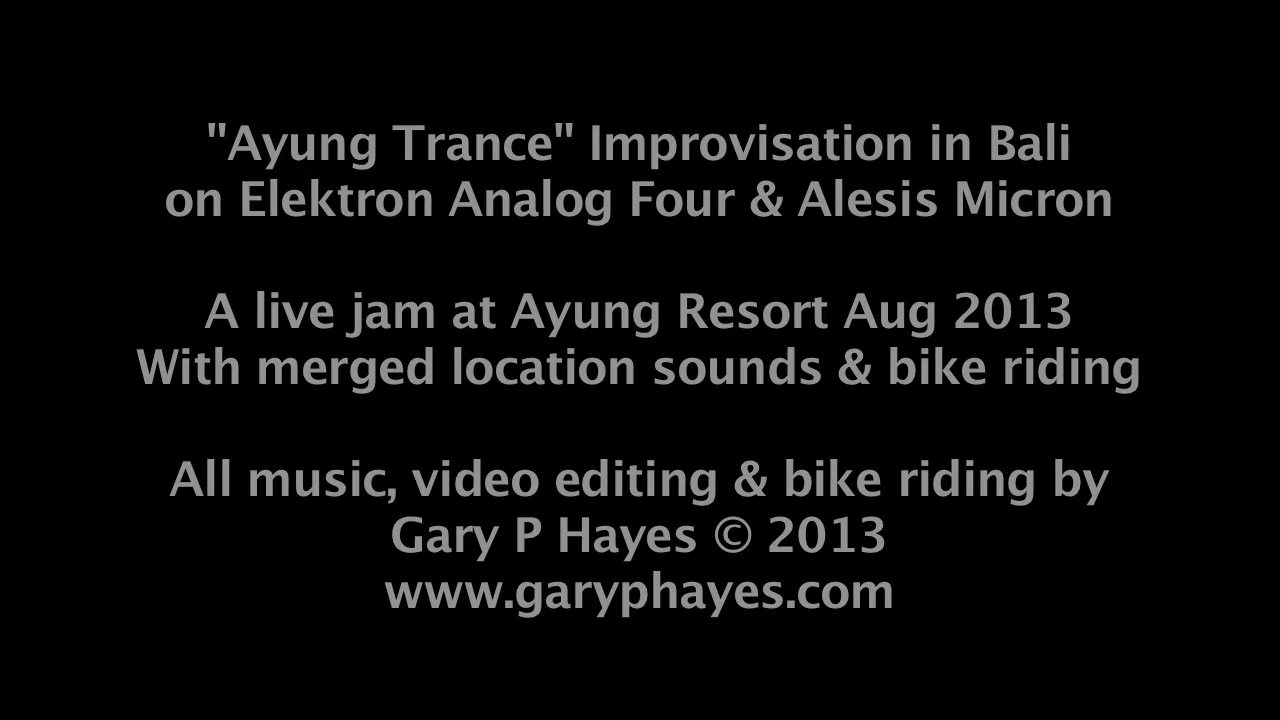 "Ayung Trance" Improvisation in Bali
on Elektron Analog Four & Alesis Micron
A live jam at Ayung Resort Aug 2013
With merged location sounds & bike riding
All music, video editing & bike riding by
Gary P Hayes © 2013
www.garyphayes.com